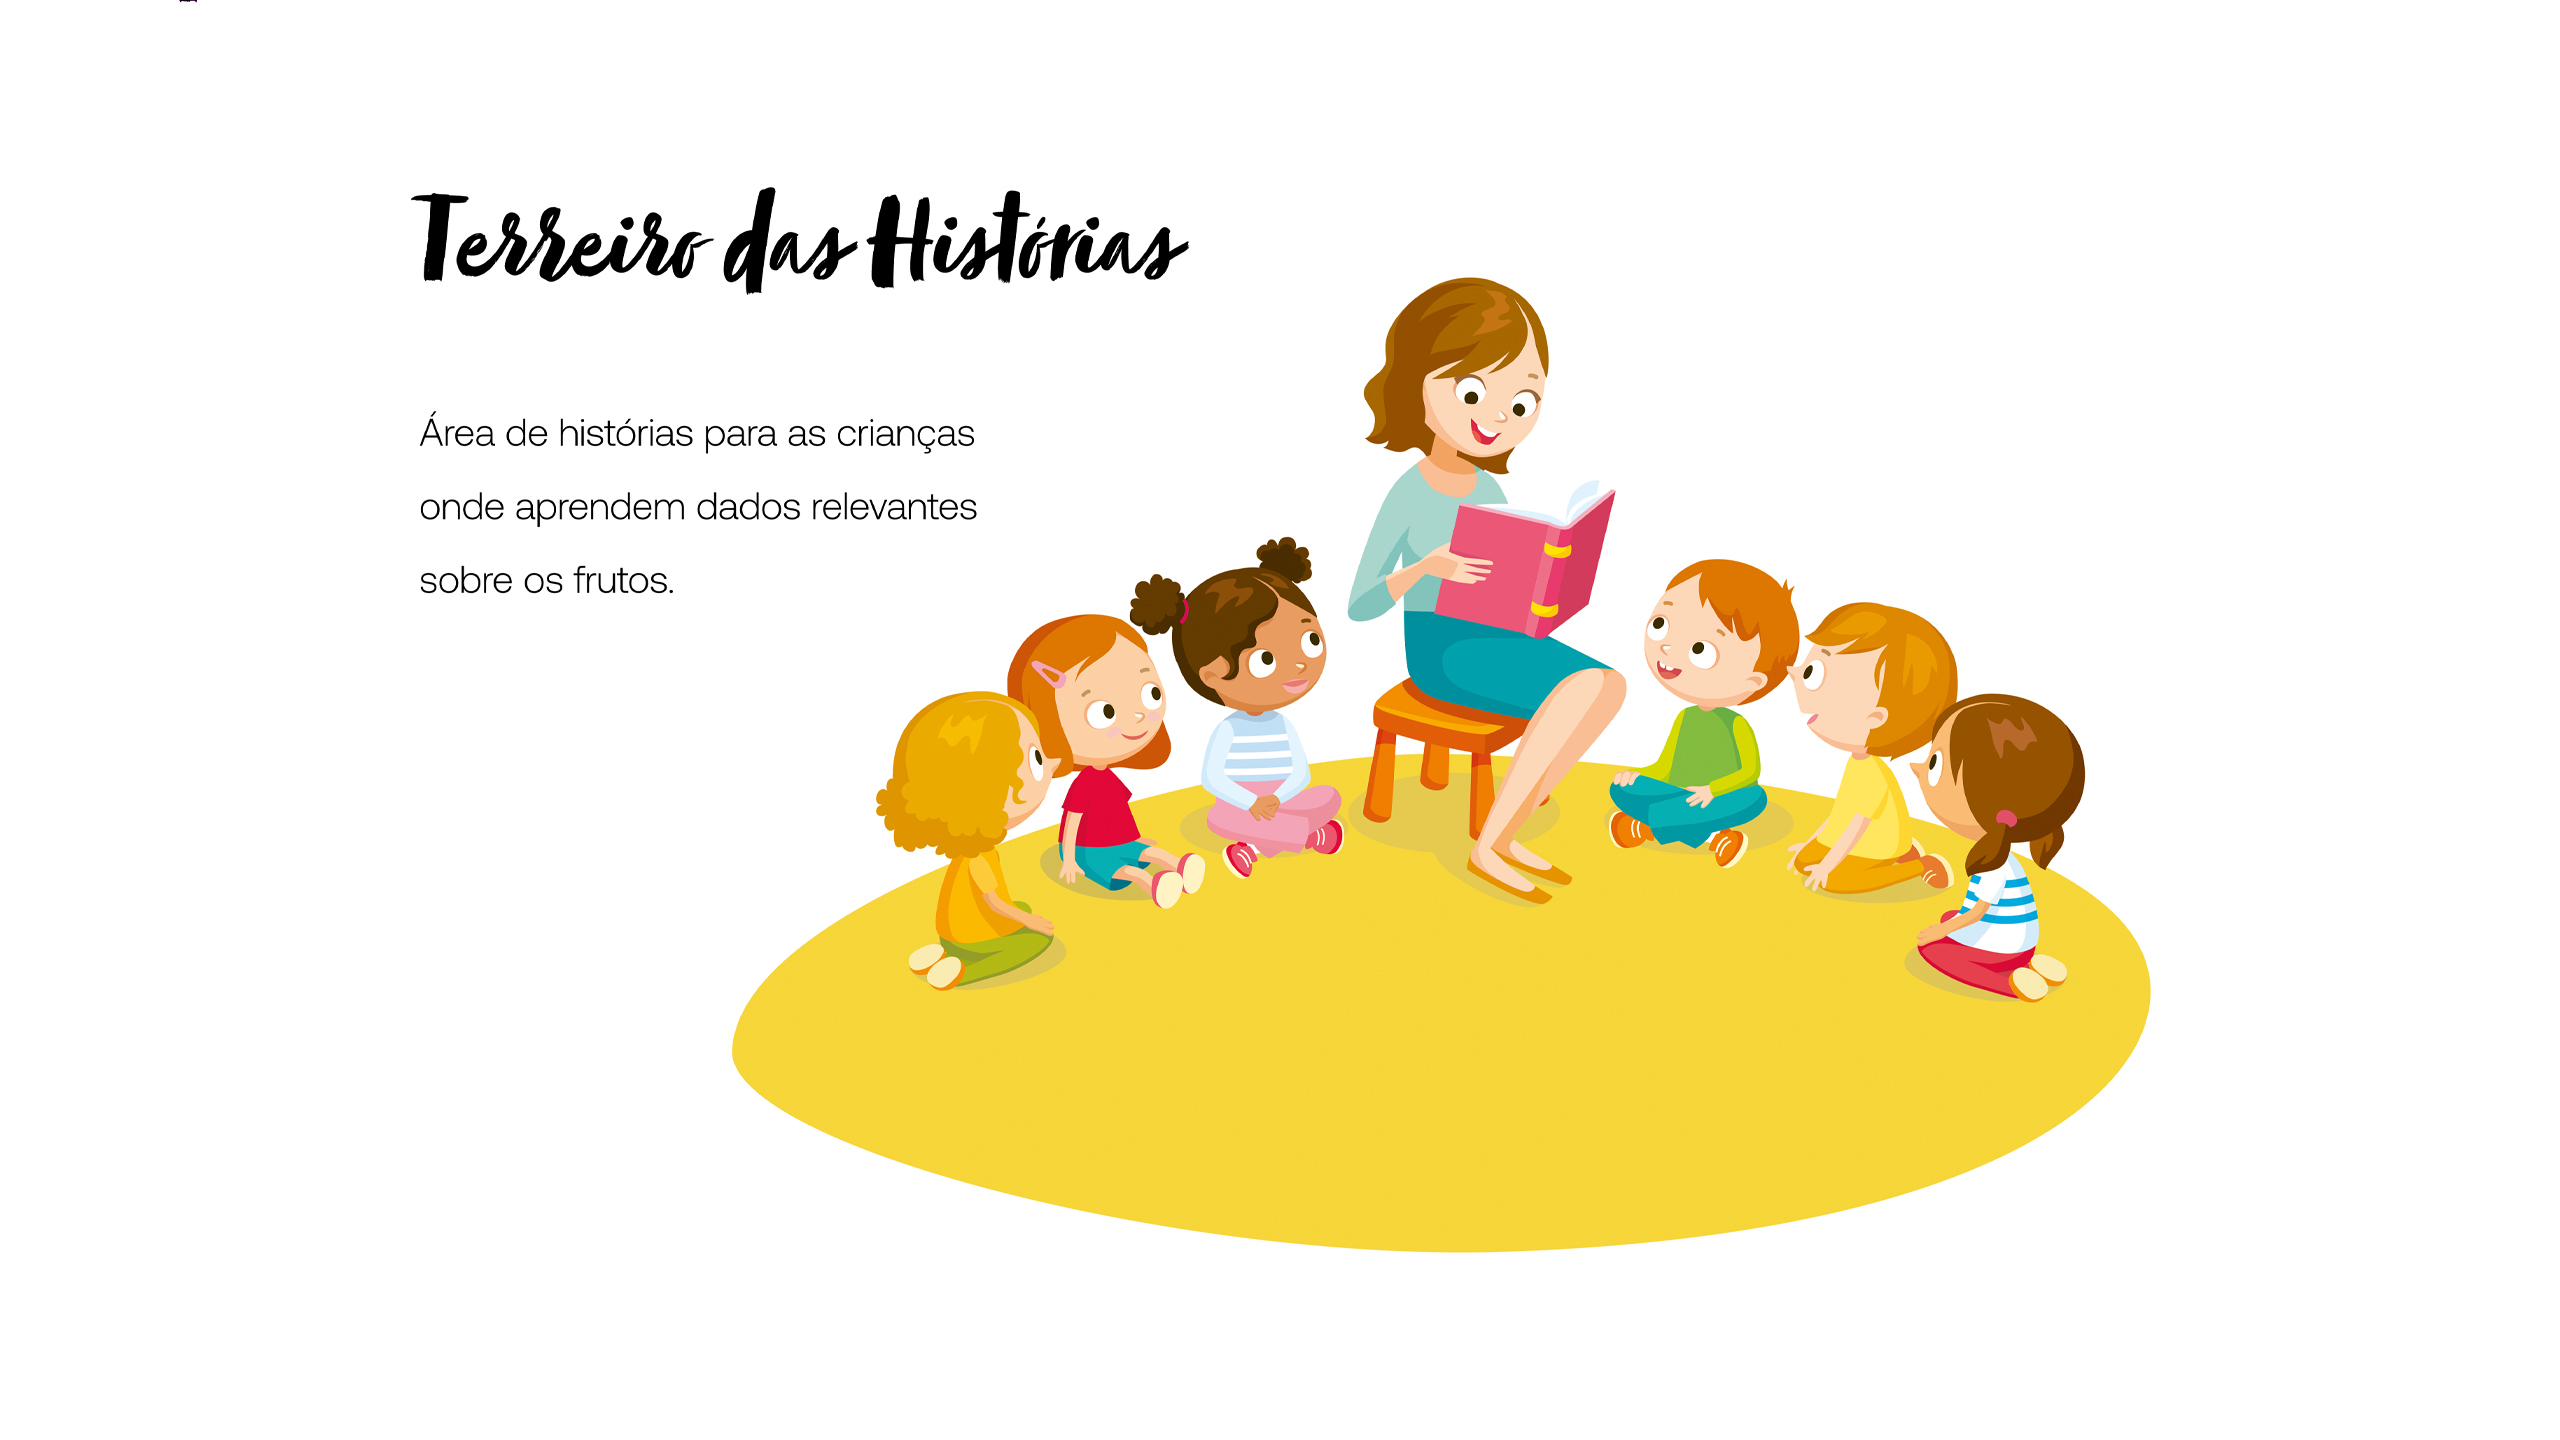 Terreiro das Histórias
Área de histórias para as crianças
onde aprendem dados relevantes
sobre os frutos.